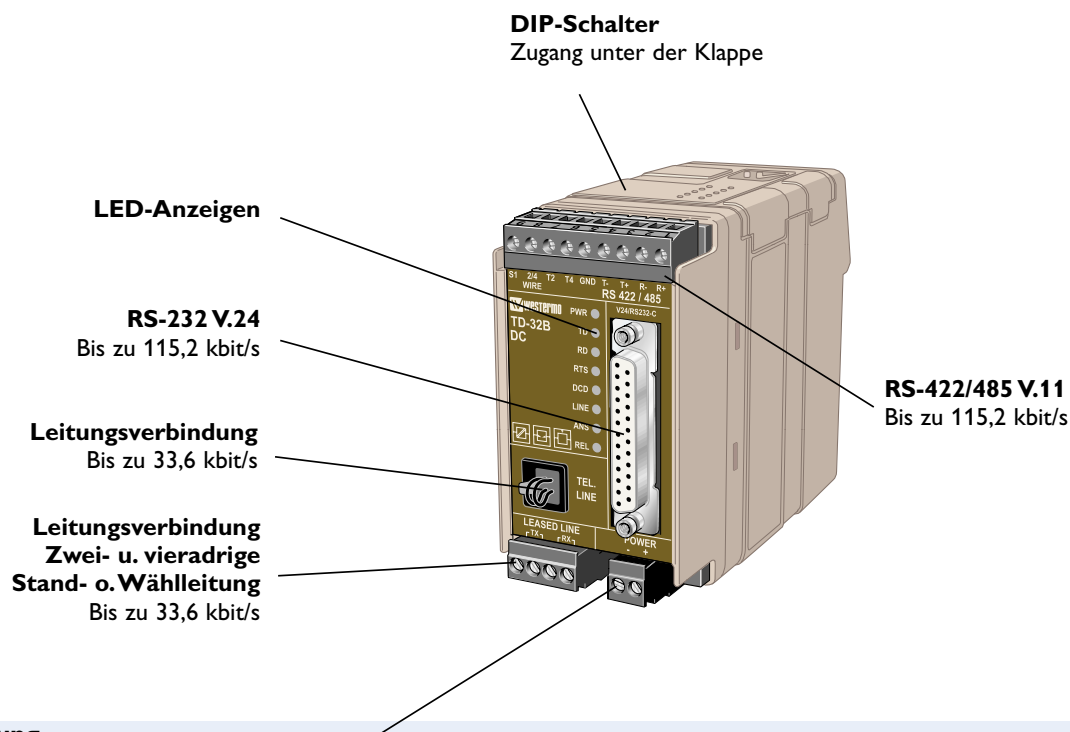 DIP-Schalter
Zugang unter der Klappe
LED-Anzeigen
RS-232 V.24
Bis zu 115,2 kbit/s
Leitungsverbindung
Bis zu 33,6 kbit/s
Leitungsverbindung
Zwei- u. vieradrige
Stand- o. Wählleitung
Bis zu 33,6 kbit/s
RS-422/485 V.11
Bis zu 115,2 kbit/s
S1 2/4 T2 T4 GND T- T+ R- R+
WIRE
RS 422 / 485
westermo
V24/RS232-C
TD-32B
DC
PWR
TD
RD
RTS
DCD
LINE
ANS
REL
TEL.
LINE
LEASED LINE
TX RX
POWER
- +